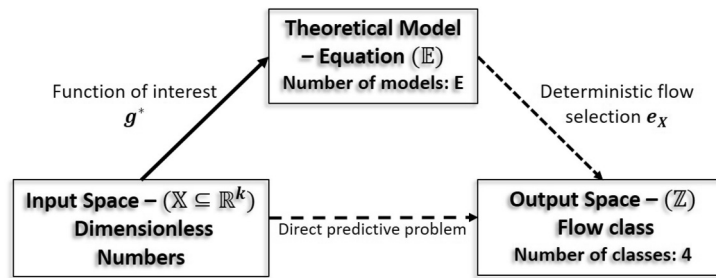 Theoretical Model
– Equation (𝔼)
Number of models: E
Function of interest
g*
Deterministic flow
selection e_X
Input Space – (𝕏 ⊆ ℝ^k)
Dimensionless
Numbers
Direct predictive problem
Output Space – (ℤ)
Flow class
Number of classes: 4